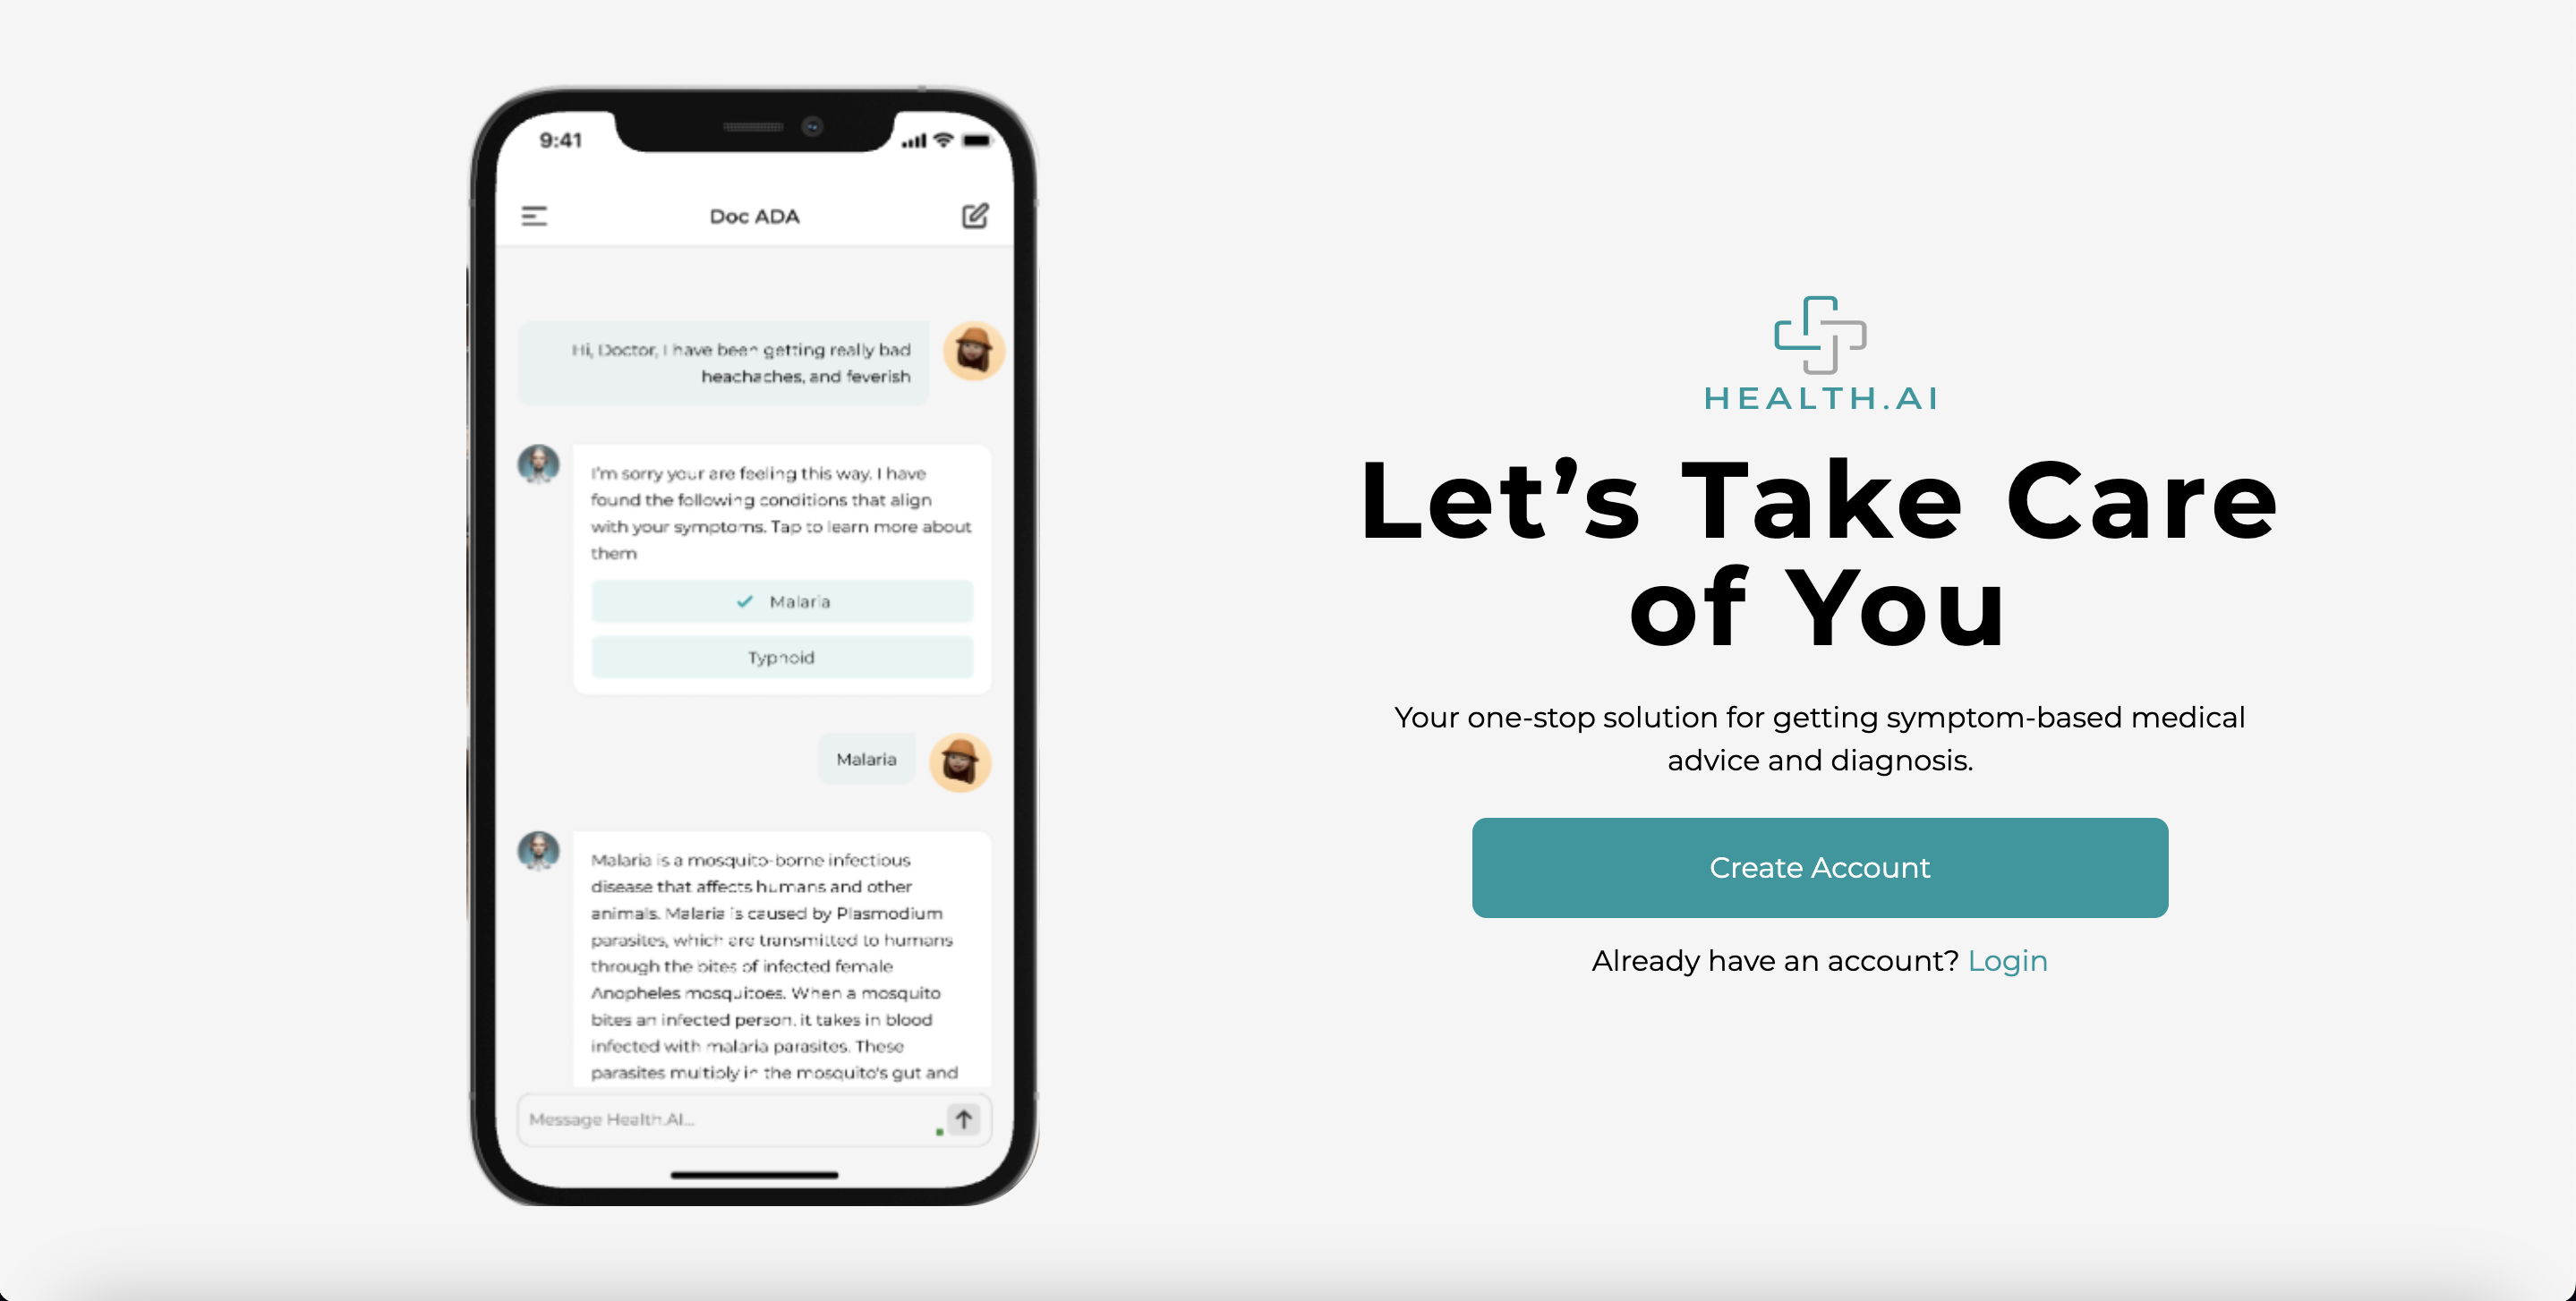 9:41
Doc ADA
Hi, Doctor, I have been getting really bad
heachaches, and feverish
I'm sorry your are feeling this way. I have
found the following conditions that align
with your symptoms. Tap to learn more about
them
Malaria
Typhoid
Malaria
Malaria is a mosquito-borne infectious
disease that affects humans and other
animals. Malaria is caused by Plasmodium
parasites, which are transmitted to humans
through the bites of infected female
Anopheles mosquitoes. When a mosquito
bites an infected person, it takes in blood
infected with malaria parasites. These
parasites multiply in the mosquito's gut and
Message Health.AI...
HEALTH.AI
Let’s Take Care
of You
Your one-stop solution for getting symptom-based medical
advice and diagnosis.
Create Account
Already have an account? Login